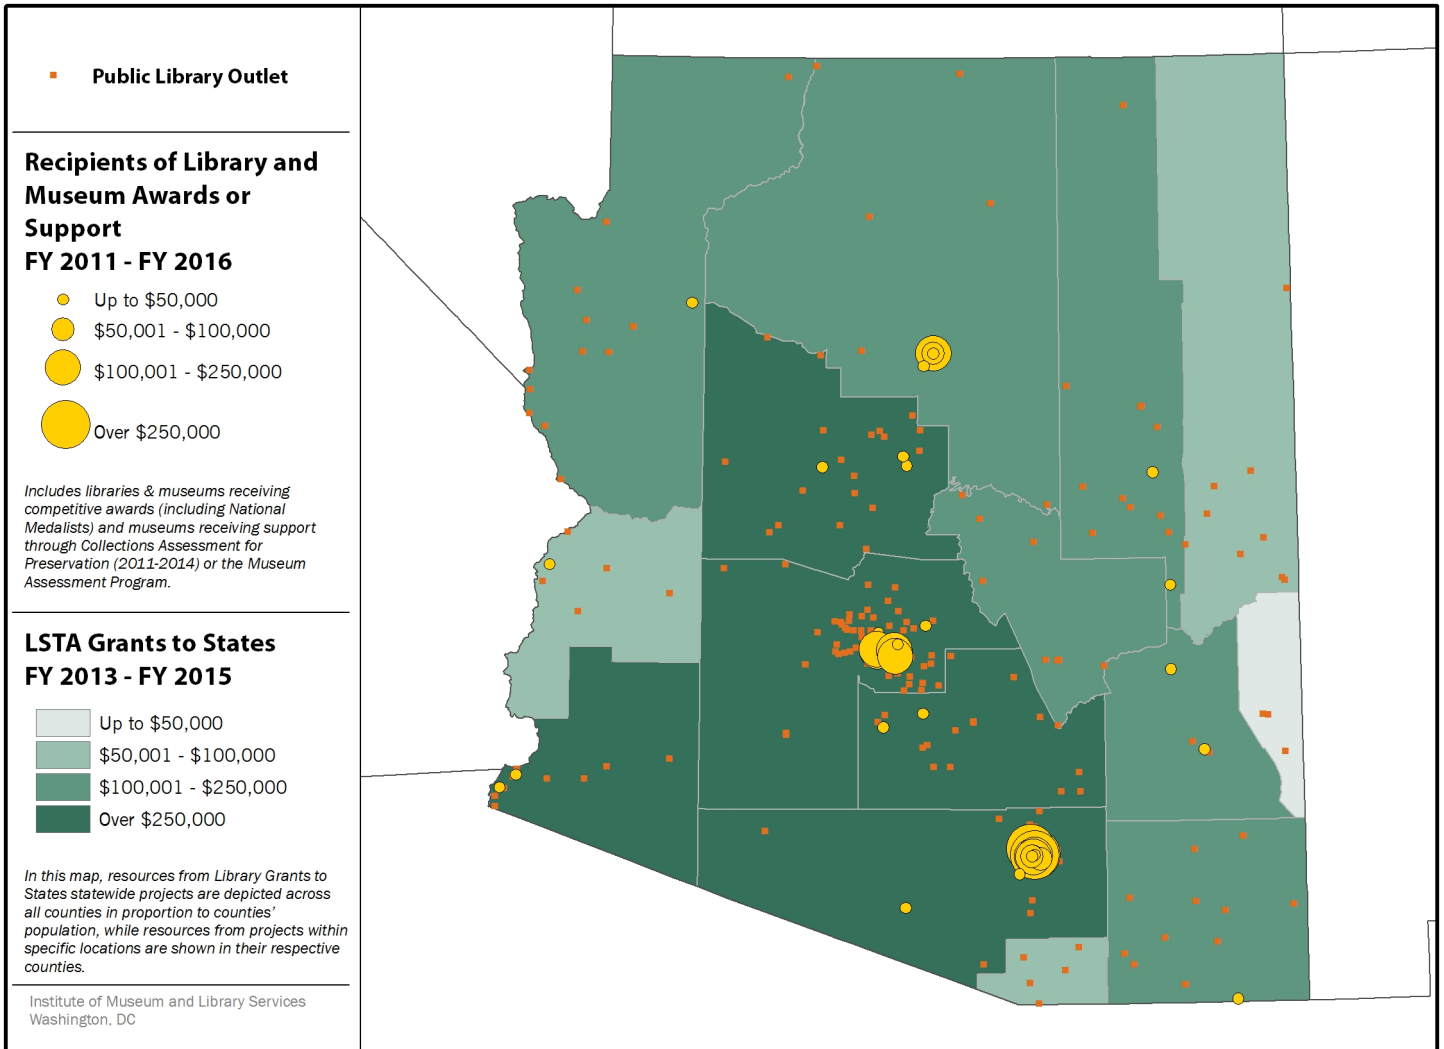 Public Library Outlet
Recipients of Library and
Museum Awards or
Support
FY 2011 - FY 2016
Up to $50,000
$50,001 - $100,000
$100,001 - $250,000
Over $250,000
Includes libraries & museums receiving
competitive awards (including National
Medalists) and museums receiving support
through Collections Assessment for
Preservation (2011-2014) or the Museum
Assessment Program.
LSTA Grants to States
FY 2013 - FY 2015
Up to $50,000
$50,001 - $100,000
$100,001 - $250,000
Over $250,000
In this map, resources from Library Grants to
States statewide projects are depicted across
all counties in proportion to counties'
population, while resources from projects within
specific locations are shown in their respective
counties.
Institute of Museum and Library Services
Washington, DC